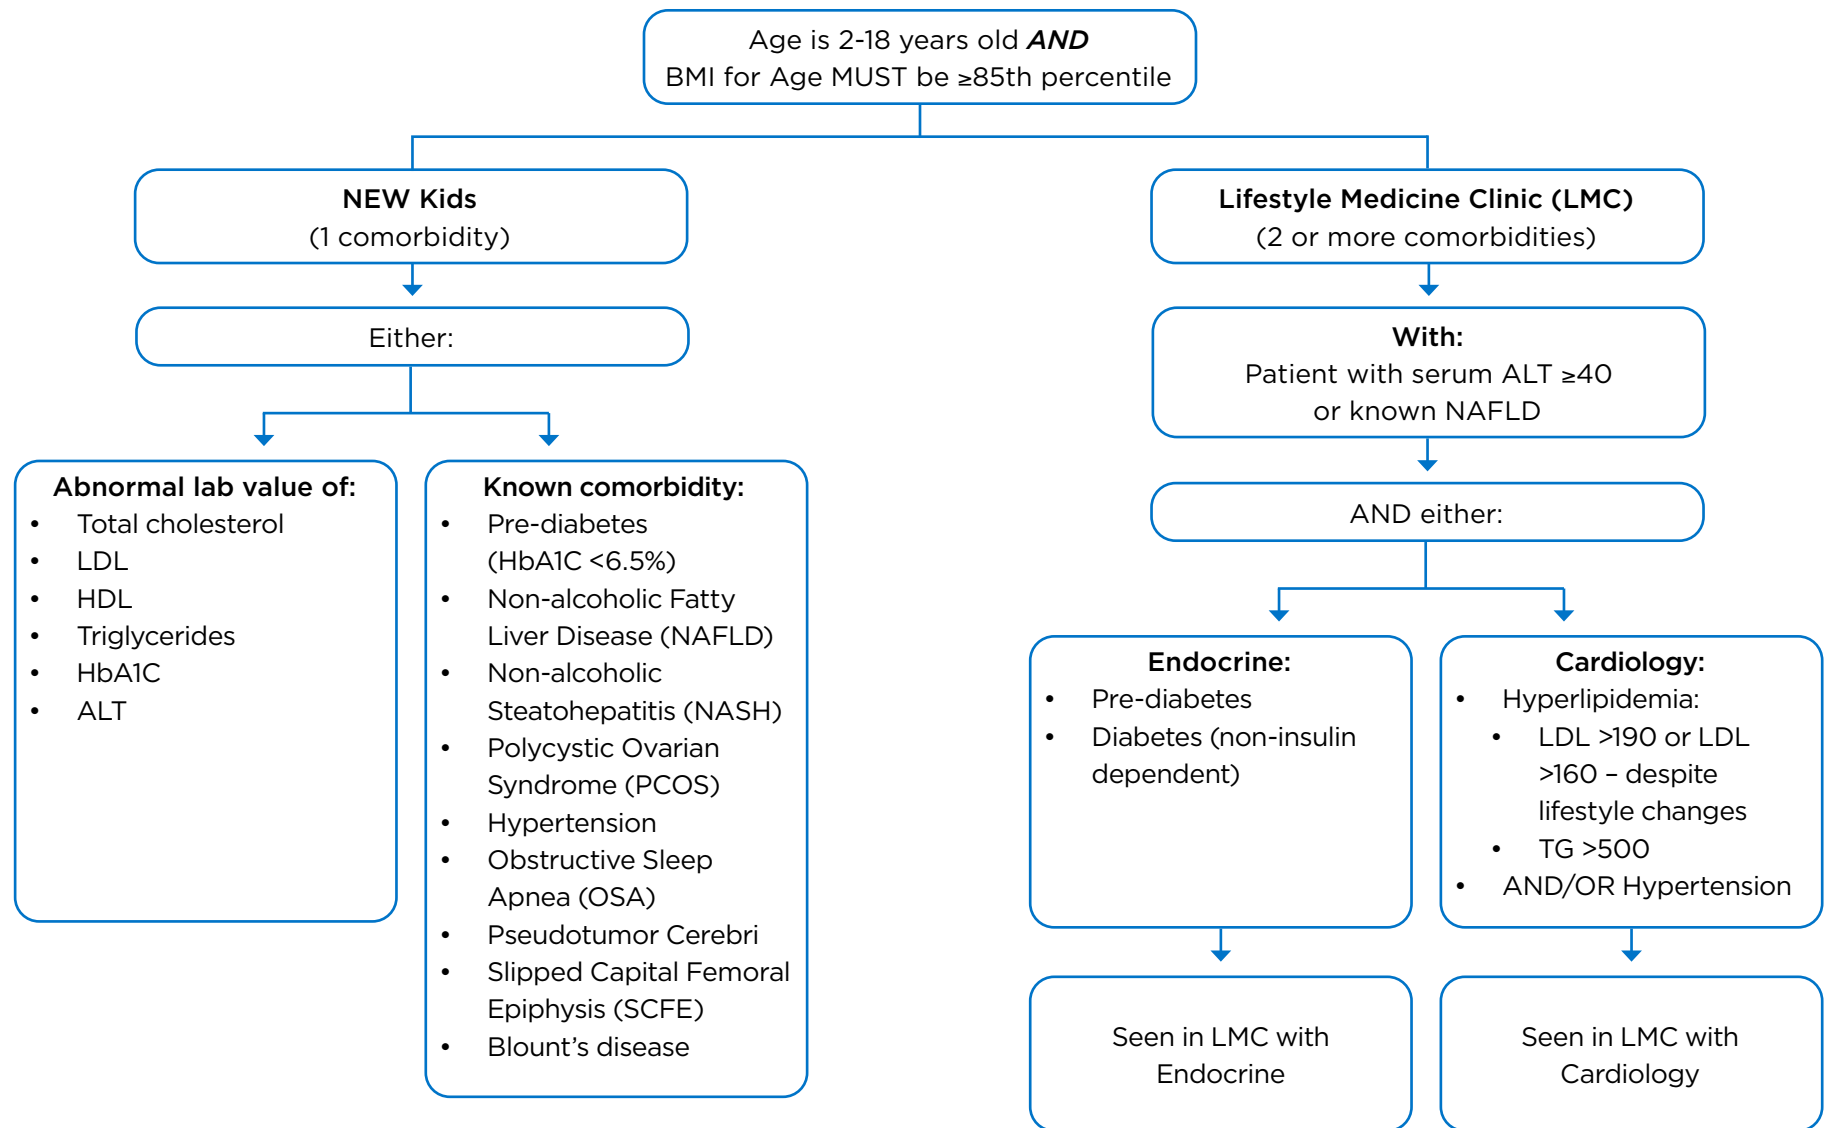 Age is 2-18 years old AND
BMI for Age MUST be ≥85th percentile
NEW Kids
(1 comorbidity)
Either:
Abnormal lab value of:
• Total cholesterol
• LDL
• HDL
• Triglycerides
• HbA1C
• ALT
Known comorbidity:
• Pre-diabetes
(HbA1C <6.5%)
• Non-alcoholic Fatty
Liver Disease (NAFLD)
• Non-alcoholic
Steatohepatitis (NASH)
• Polycystic Ovarian
Syndrome (PCOS)
• Hypertension
• Obstructive Sleep
Apnea (OSA)
• Pseudotumor Cerebri
• Slipped Capital Femoral
Epiphysis (SCFE)
• Blount’s disease
Lifestyle Medicine Clinic (LMC)
(2 or more comorbidities)
With:
Patient with serum ALT ≥40
or known NAFLD
AND either:
Endocrine:
• Pre-diabetes
• Diabetes (non-insulin
dependent)
Seen in LMC with
Endocrine
Cardiology:
• Hyperlipidemia:
• LDL >190 or LDL
>160 – despite
lifestyle changes
• TG >500
• AND/OR Hypertension
Seen in LMC with
Cardiology